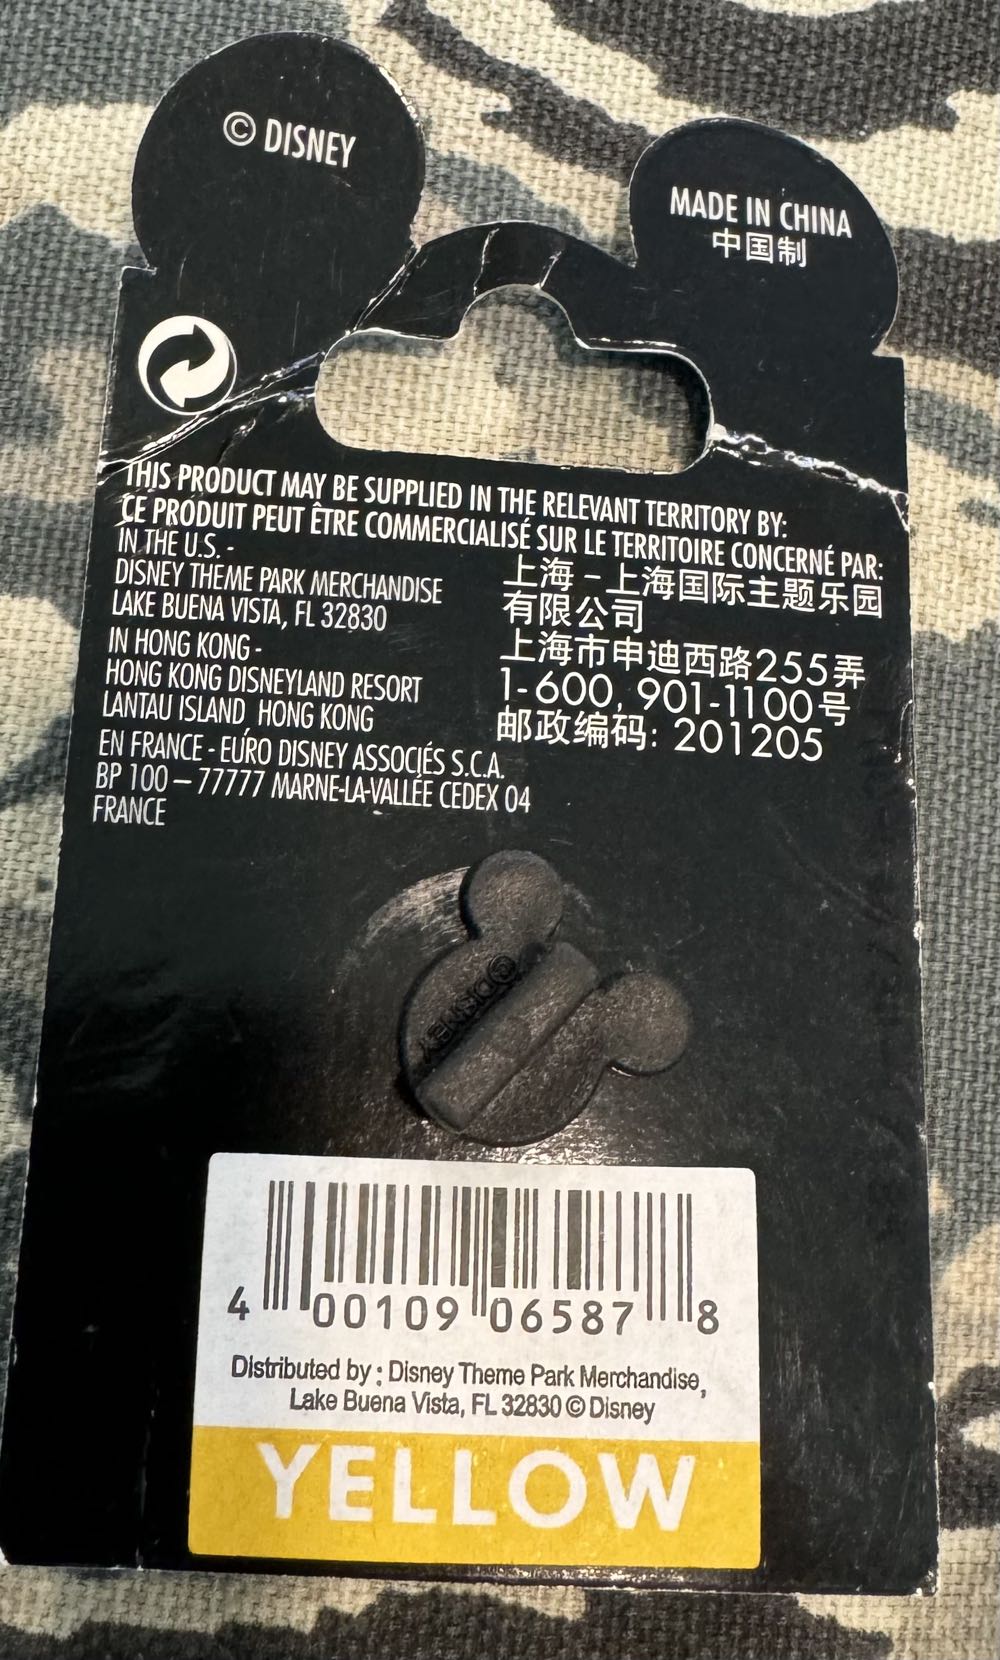 © DISNEY
MADE IN CHINA
中国制
THIS PRODUCT MAY BE SUPPLIED IN THE RELEVANT TERRITORY BY:
CE PRODUIT PEUT ÊTRE COMMERCIALISÉ SUR LE TERRITOIRE CONCERNÉ PAR:
IN THE U.S. -
DISNEY THEME PARK MERCHANDISE
LAKE BUENA VISTA, FL 32830
IN HONG KONG -
HONG KONG DISNEYLAND RESORT
LANTAU ISLAND HONG KONG
EN FRANCE - EURO DISNEY ASSOCIÉS S.C.A.
BP 100 – 77777 MARNE-LA-VALLÉE CEDEX 04
FRANCE
上海 - 上海国际主题乐园
有限公司
上海市申迪西路255弄
1-600, 901-1100号
邮政编码: 201205
© DISNEY
4 00109 06587 8
Distributed by : Disney Theme Park Merchandise,
Lake Buena Vista, FL 32830 © Disney
YELLOW